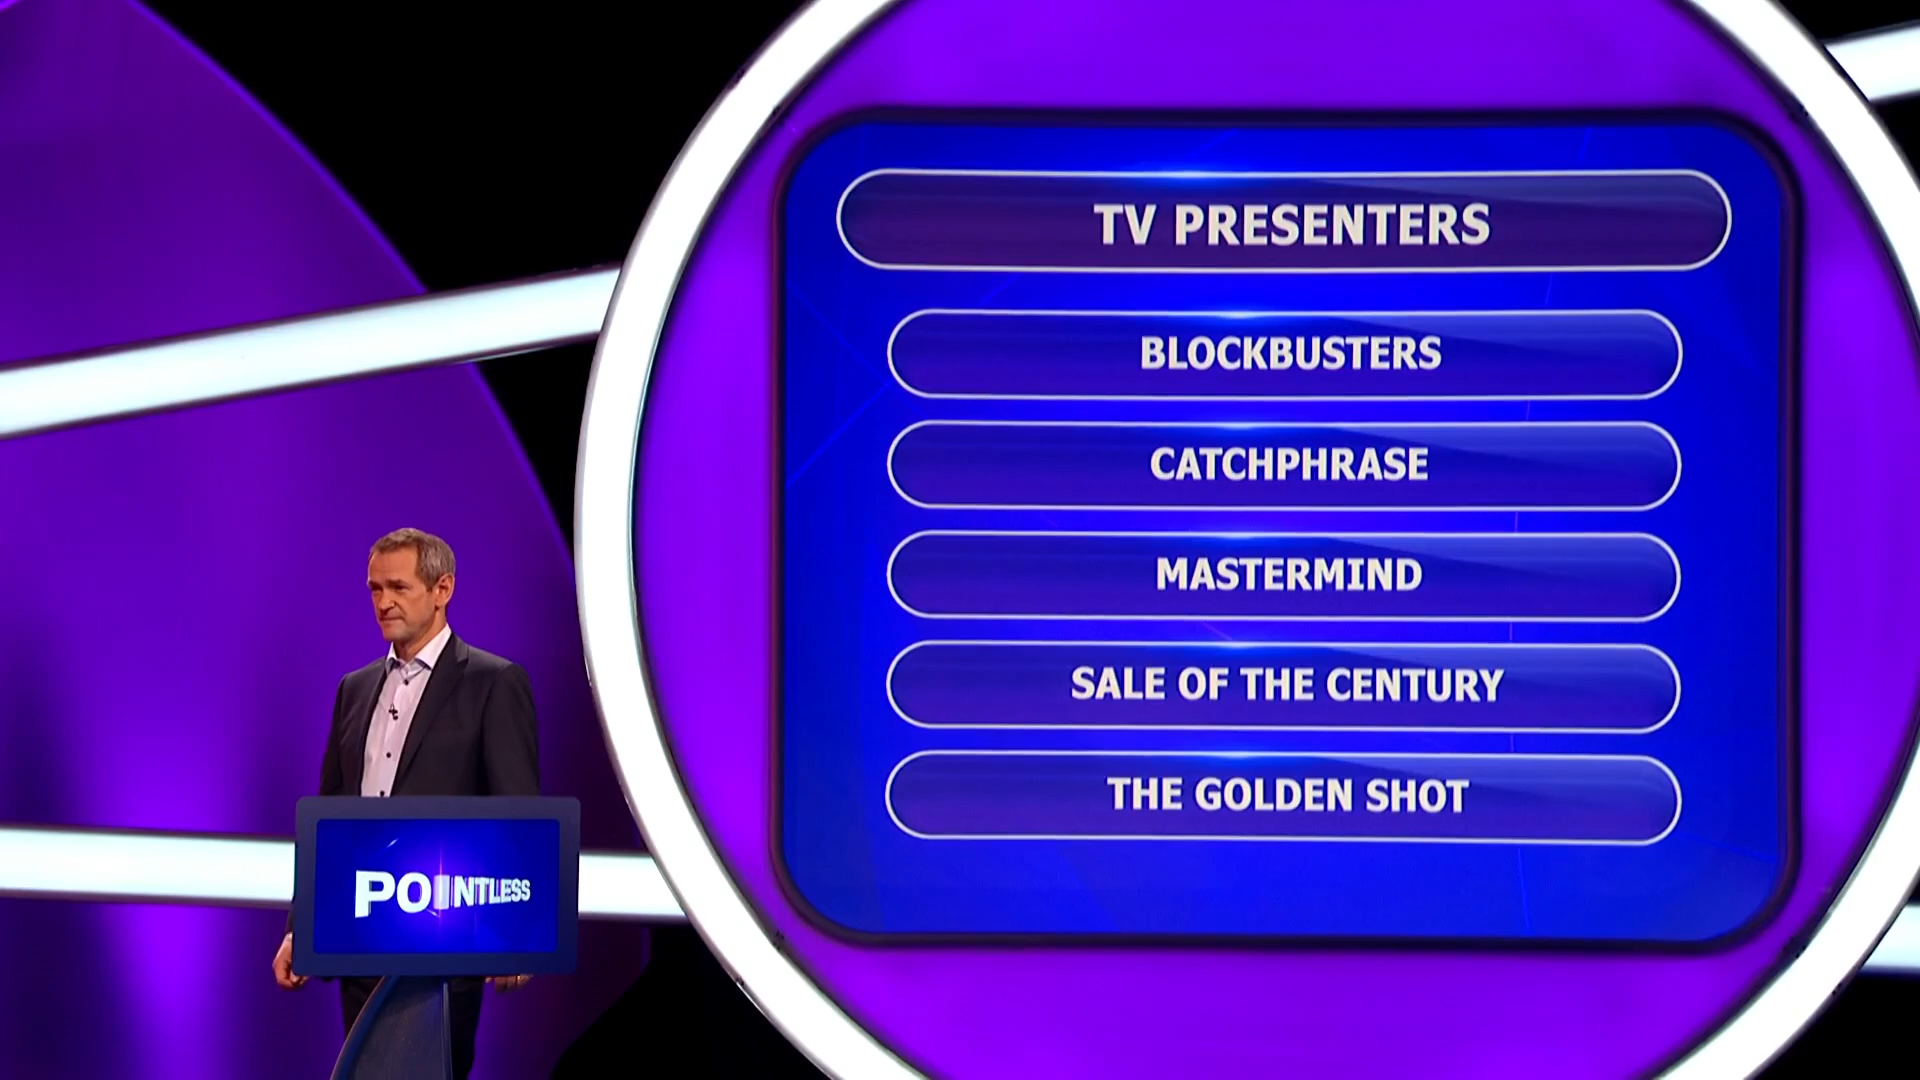 TV PRESENTERS
BLOCKBUSTERS
CATCHPHRASE
MASTERMIND
SALE OF THE CENTURY
THE GOLDEN SHOT
POINTLESS